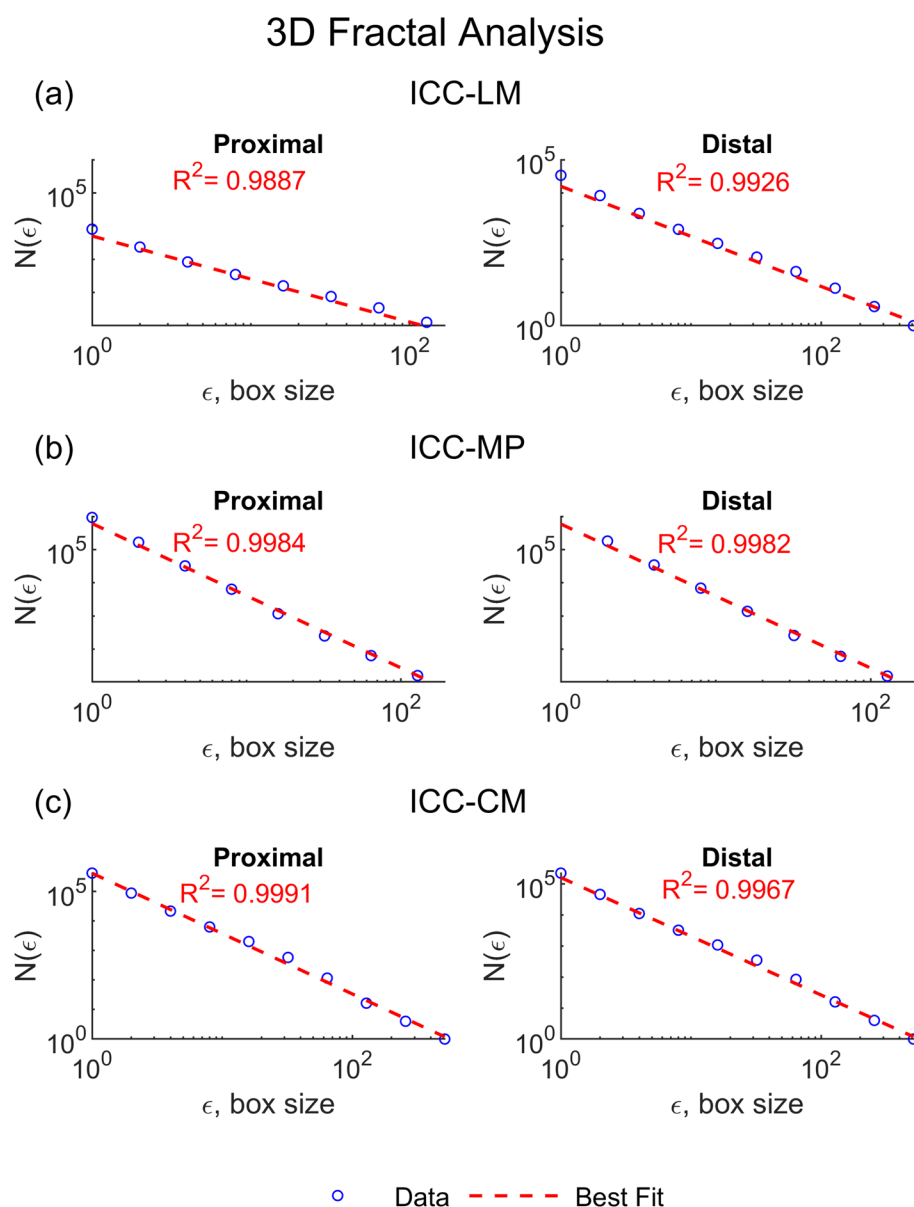 3D Fractal Analysis
(a) ICC-LM
Proximal
R²= 0.9887
10⁵
N(ϵ)
10⁰ 10²
ϵ, box size
Distal
R²= 0.9926
10⁵
N(ϵ)
10⁰
10⁰ 10²
ϵ, box size
(b) ICC-MP
Proximal
R²= 0.9984
10⁵
N(ϵ)
10⁰ 10²
ϵ, box size
Distal
R²= 0.9982
10⁵
N(ϵ)
10⁰ 10²
ϵ, box size
(c) ICC-CM
Proximal
R²= 0.9991
10⁵
N(ϵ)
10⁰
10⁰ 10²
ϵ, box size
Distal
R²= 0.9967
10⁵
N(ϵ)
10⁰
10⁰ 10²
ϵ, box size
Data Best Fit